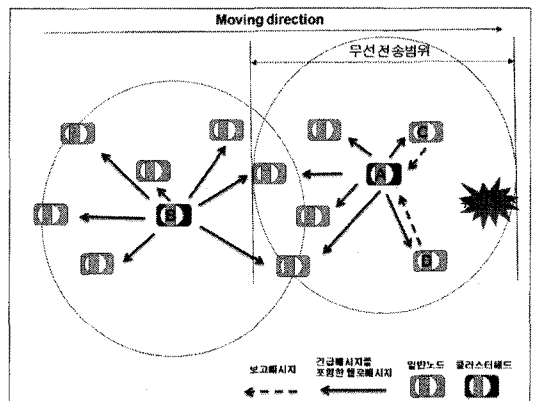 Moving direction
무선 전송범위
C
A
B
D
보고메시지
긴급메시지를
포함한 헬로메시지
일반노드
클러스터헤드